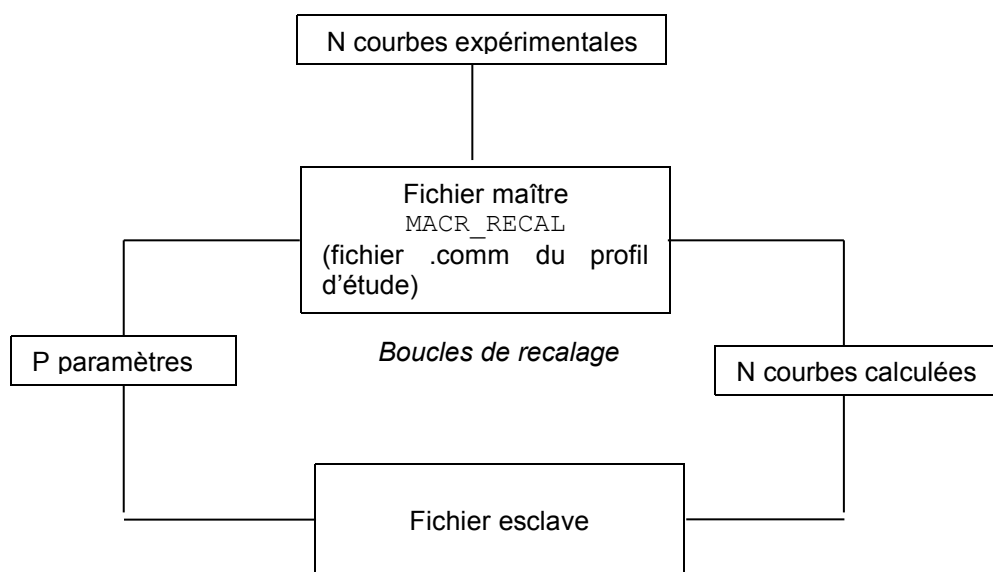 N courbes expérimentales
Fichier maître
MACR_RECAL
(fichier .comm du profil
d’étude)
P paramètres
Boucles de recalage
N courbes calculées
Fichier esclave